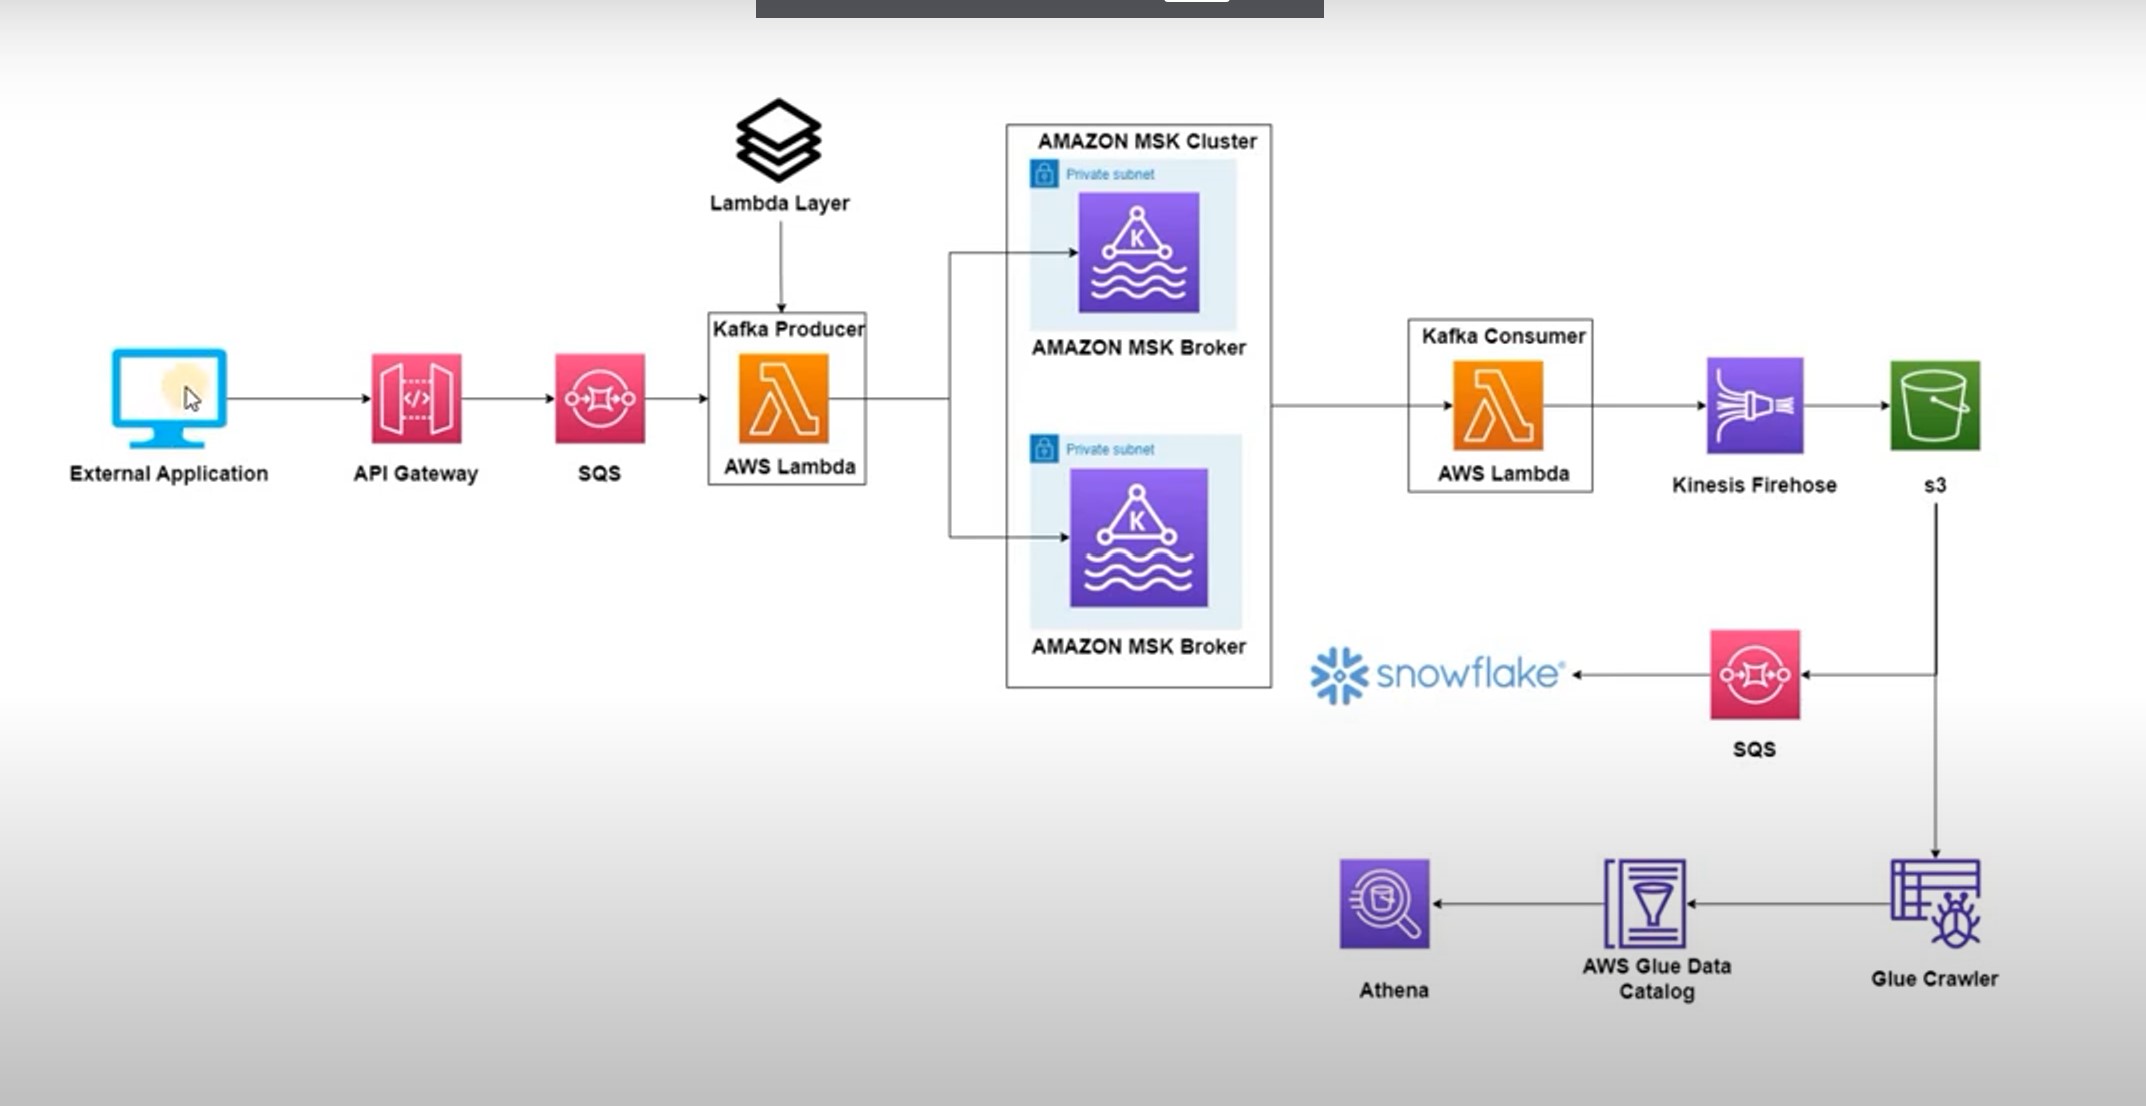 Lambda Layer
AMAZON MSK Cluster
Private subnet
K
AMAZON MSK Broker
Kafka Producer
AWS Lambda
External Application
API Gateway
</>
SQS
Private subnet
K
AMAZON MSK Broker
Kafka Consumer
AWS Lambda
Kinesis Firehose
s3
snowflake®
SQS
Athena
AWS Glue Data
Catalog
Glue Crawler